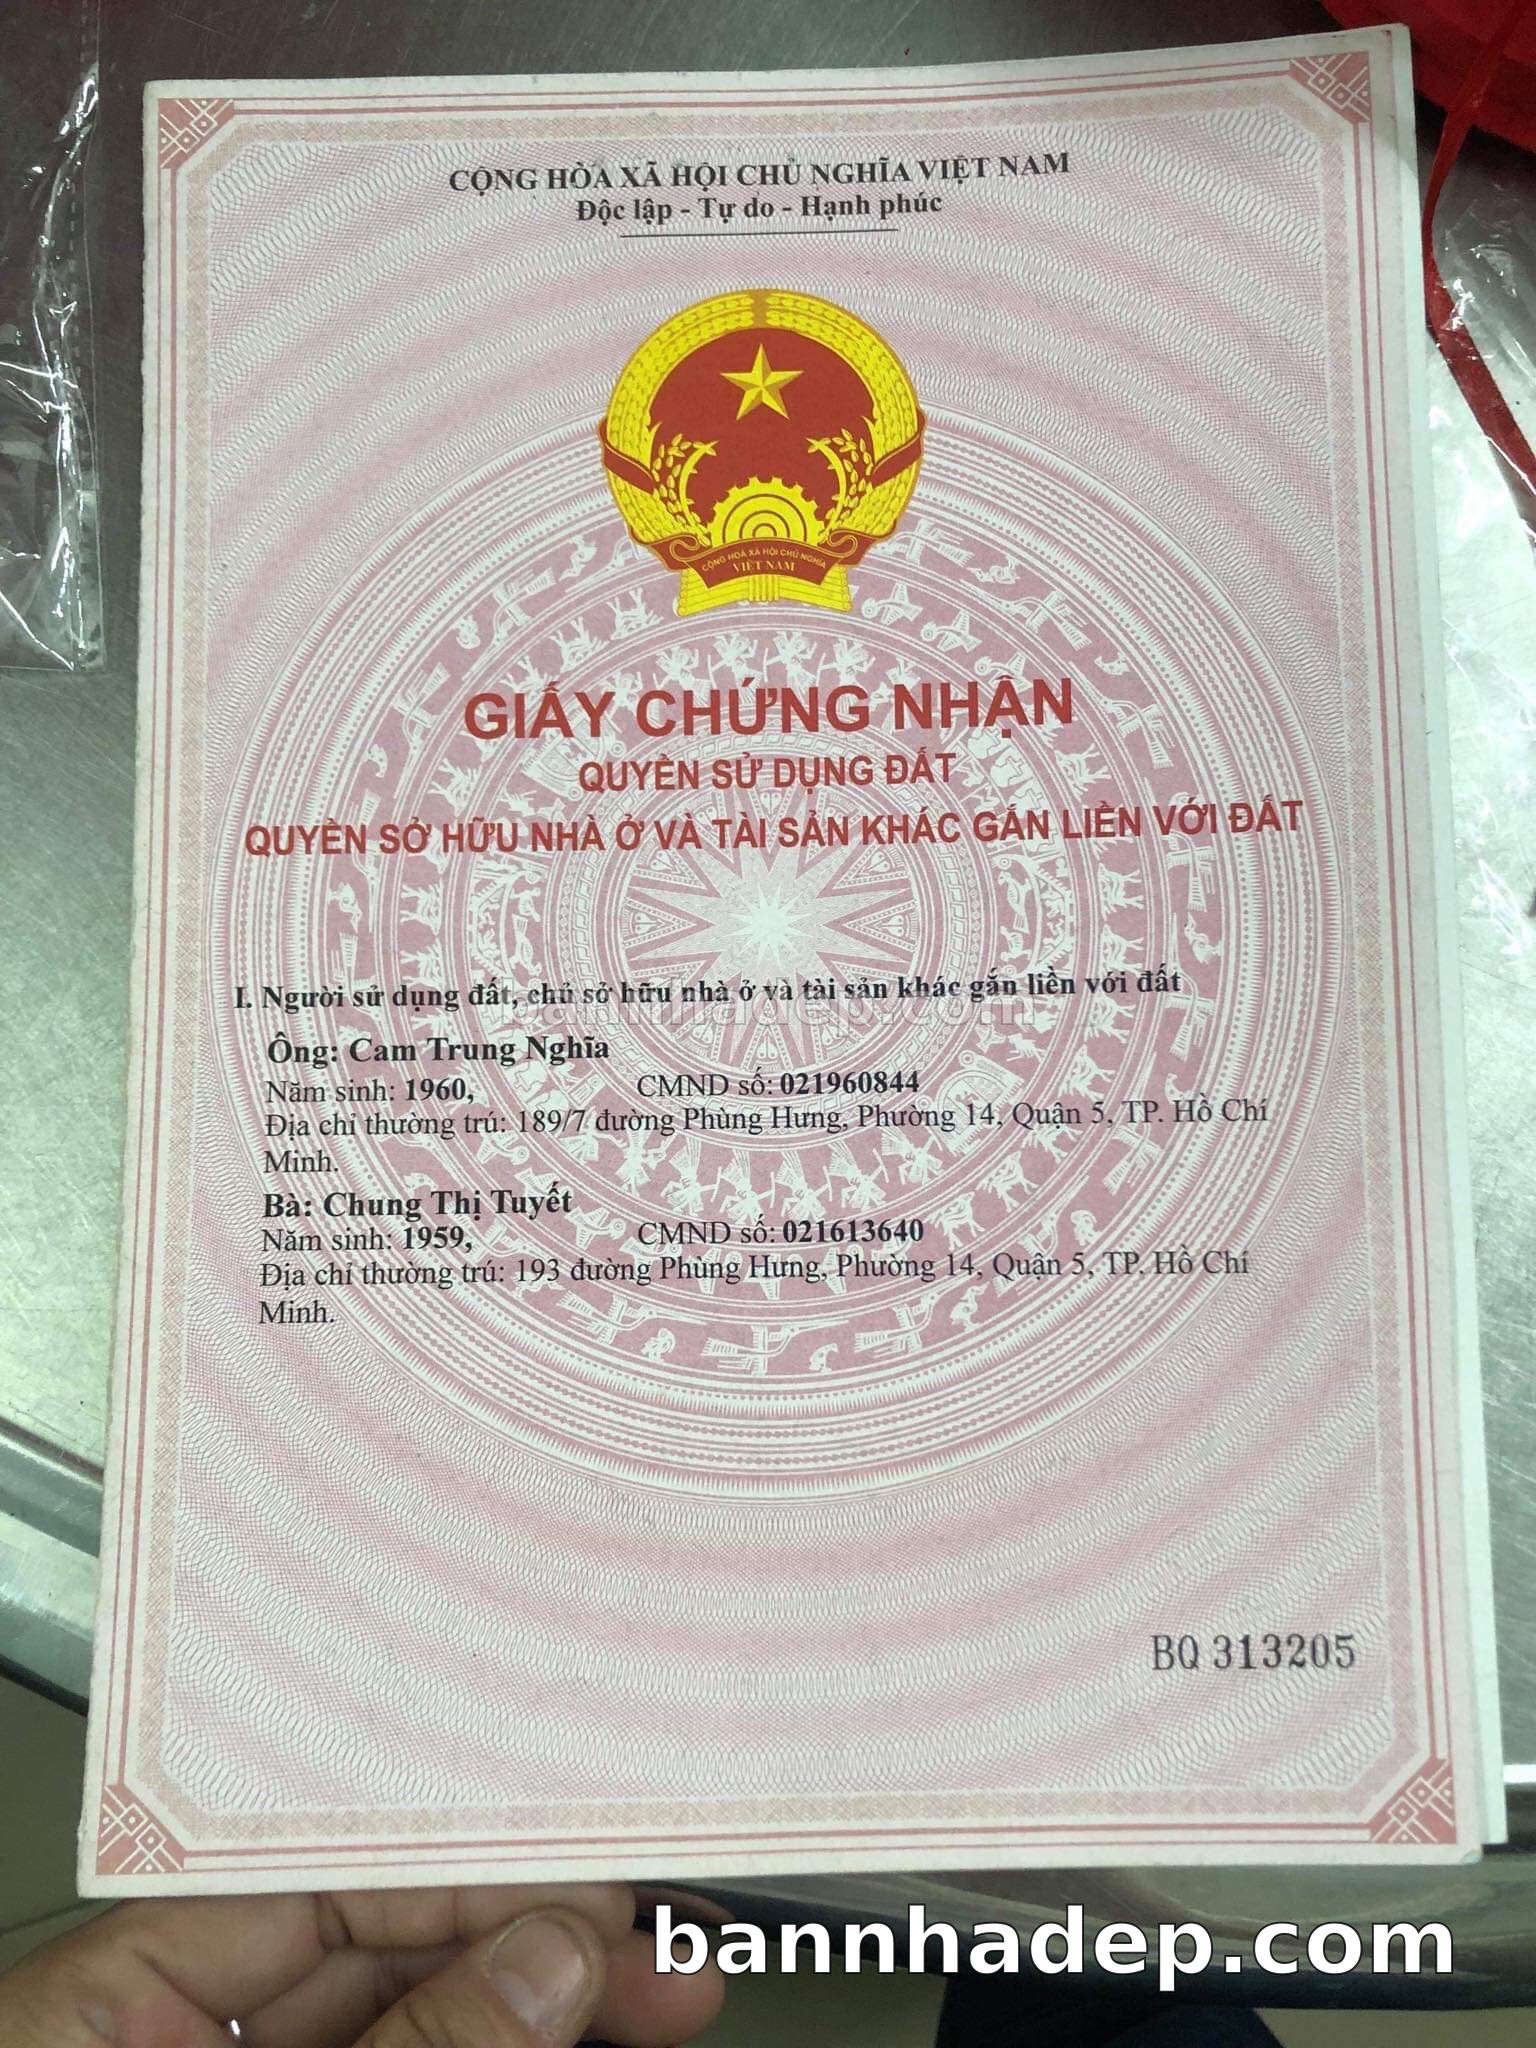 CỘNG HÒA XÃ HỘI CHỦ NGHĨA VIỆT NAM
Độc lập - Tự do - Hạnh phúc
CỘNG HOÀ XÃ HỘI CHỦ NGHĨA
VIỆT NAM
GIẤY CHỨNG NHẬN
QUYỀN SỬ DỤNG ĐẤT
QUYỀN SỞ HỮU NHÀ Ở VÀ TÀI SẢN KHÁC GẮN LIỀN VỚI ĐẤT
I. Người sử dụng đất, chủ sở hữu nhà ở và tài sản khác gắn liền với đất
bannhadep.com
Ông: Cam Trung Nghĩa
Năm sinh: 1960, CMND số: 021960844
Địa chỉ thường trú: 189/7 đường Phùng Hưng, Phường 14, Quận 5, TP. Hồ Chí
Minh.
Bà: Chung Thị Tuyết
Năm sinh: 1959, CMND số: 021613640
Địa chỉ thường trú: 193 đường Phùng Hưng, Phường 14, Quận 5, TP. Hồ Chí
Minh.
BQ 313205
bannhadep.com